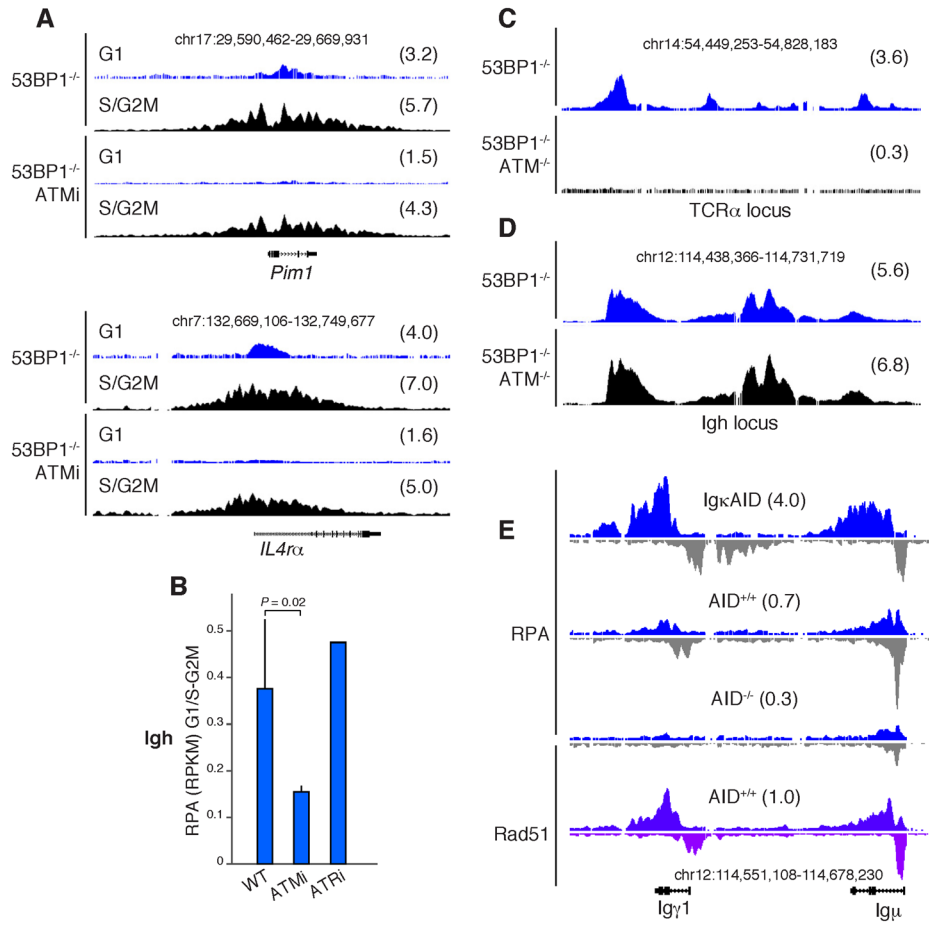 A
chr17:29,590,462-29,669,931
53BP1-/-
G1 (3.2)
S/G2M (5.7)
53BP1-/-
ATMi
G1 (1.5)
S/G2M (4.3)
Pim1
chr7:132,669,106-132,749,677
53BP1-/-
G1 (4.0)
S/G2M (7.0)
53BP1-/-
ATMi
G1 (1.6)
S/G2M (5.0)
IL4rα
B
P = 0.02
Igh
RPA (RPKM) G1/S-G2M
0.5
0.4
0.3
0.2
0.1
0
WT
ATMi
ATRi
C
chr14:54,449,253-54,828,183
53BP1-/-
(3.6)
53BP1-/-
ATM-/-
(0.3)
TCRα locus
D
chr12:114,438,366-114,731,719
53BP1-/-
(5.6)
53BP1-/-
ATM-/-
(6.8)
Igh locus
E
IgκAID (4.0)
AID+/+ (0.7)
RPA
AID-/- (0.3)
AID+/+ (1.0)
Rad51
chr12:114,551,108-114,678,230
Igγ1
Igμ